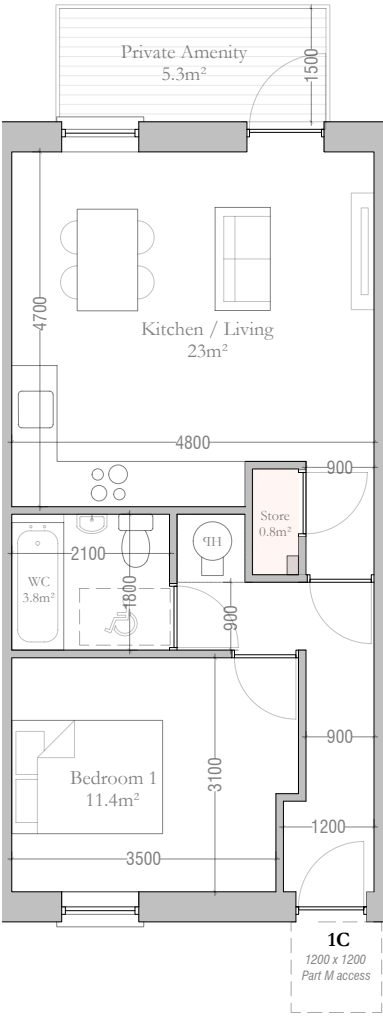 Private Amenity
5.3m²
1500
4700
Kitchen / Living
23m²
4800
900
Store
0.8m²
HP
2100
WC
3.8m²
1800
900
3100
900
Bedroom 1
11.4m²
1200
3500
1C
1200 x 1200
Part M access